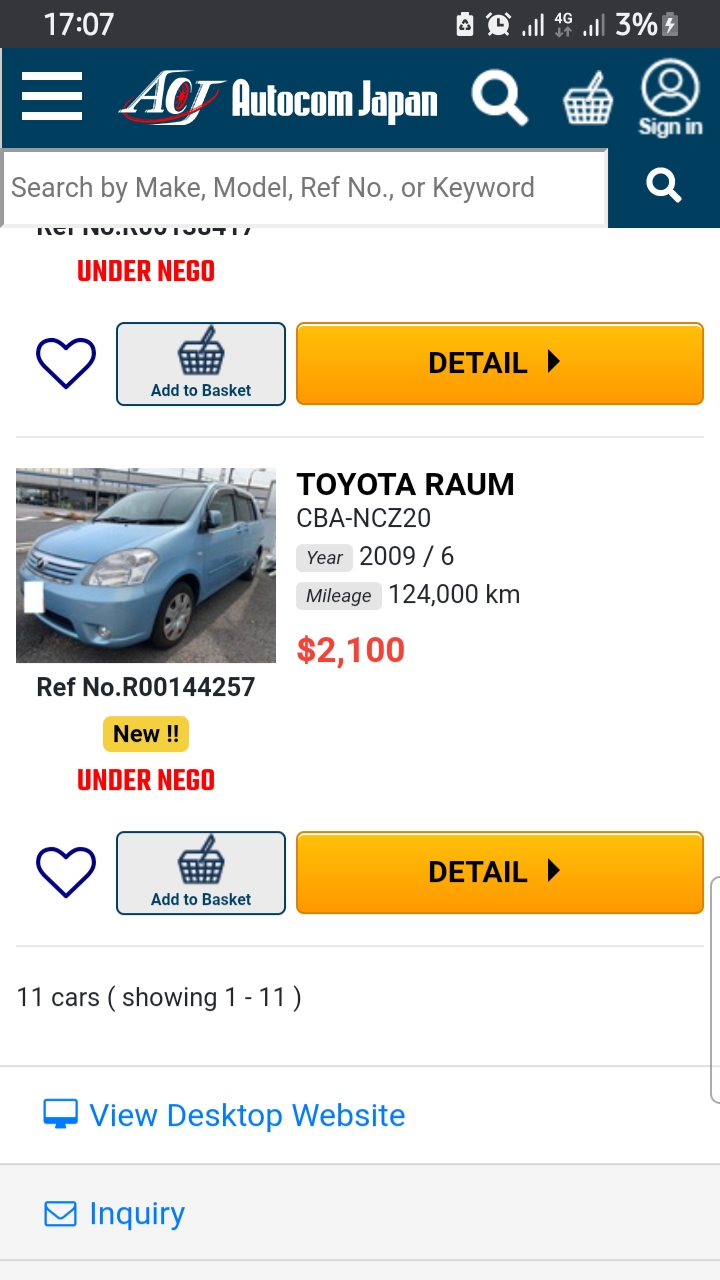 17:07
4G
3%
ACJ Autocom Japan
Sign in
Search by Make, Model, Ref No., or Keyword
Ref No.R00138417
UNDER NEGO
Add to Basket
DETAIL
TOYOTA RAUM
CBA-NCZ20
Year 2009 / 6
Mileage 124,000 km
$2,100
Ref No.R00144257
New !!
UNDER NEGO
Add to Basket
DETAIL
11 cars ( showing 1 - 11 )
View Desktop Website
Inquiry